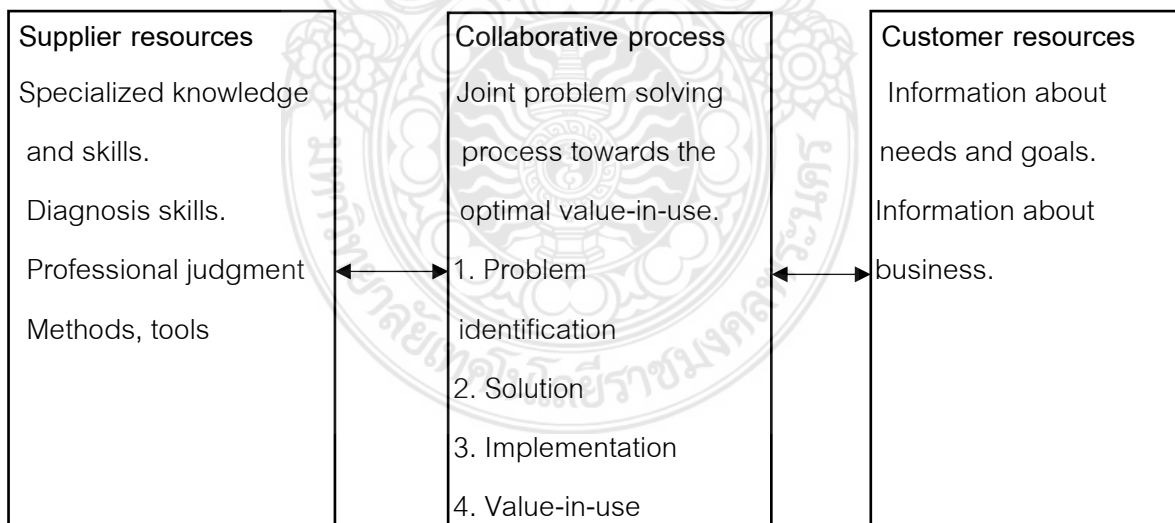 Supplier resources
Specialized knowledge
and skills.
Diagnosis skills.
Professional judgment
Methods, tools
Collaborative process
Joint problem solving
process towards the
optimal value-in-use.
1. Problem
identification
2. Solution
3. Implementation
4. Value-in-use
Customer resources
Information about
needs and goals.
Information about
business.